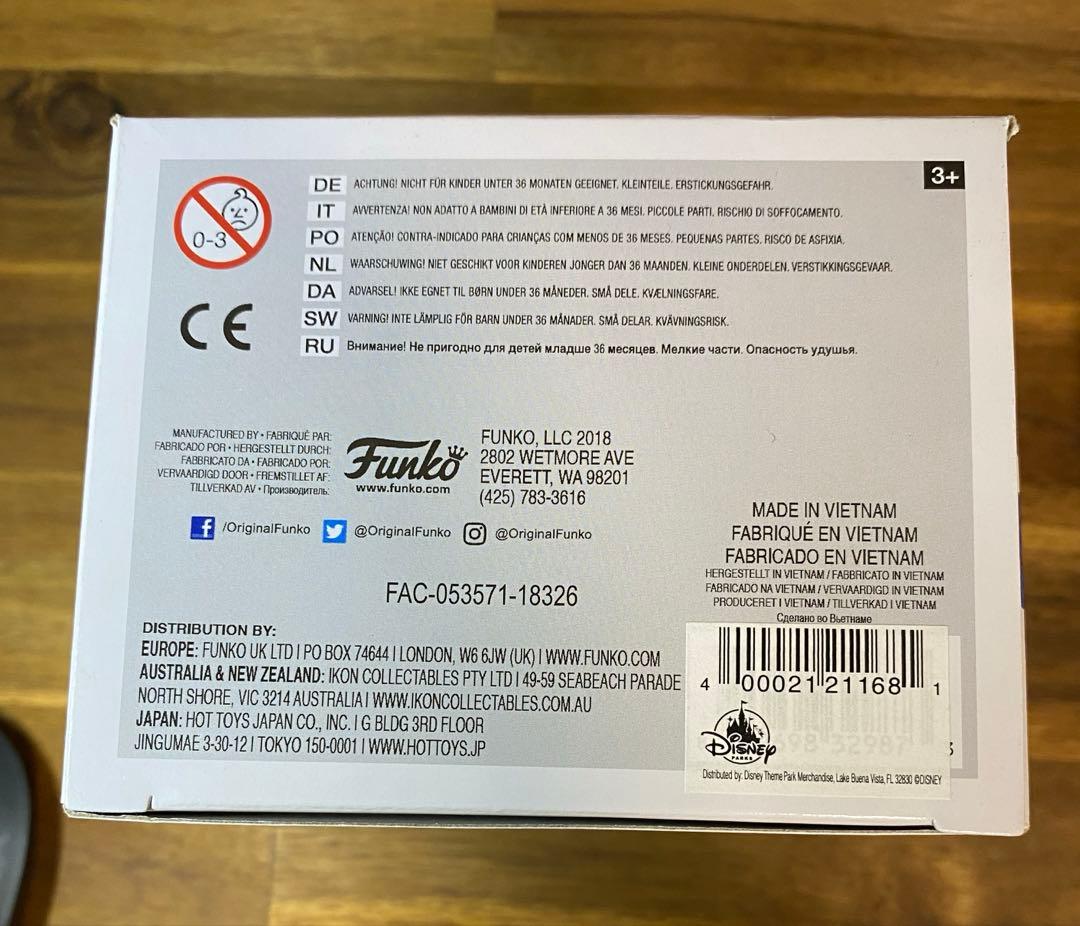 3+
0-3
DE ACHTUNG! NICHT FÜR KINDER UNTER 36 MONATEN GEEIGNET. KLEINTEILE. ERSTICKUNGSGEFAHR.
IT AVVERTENZA! NON ADATTO A BAMBINI DI ETÀ INFERIORE A 36 MESI. PICCOLE PARTI. RISCHIO DI SOFFOCAMENTO.
PO ATENÇÃO! CONTRA-INDICADO PARA CRIANÇAS COM MENOS DE 36 MESES. PEQUENAS PARTES. RISCO DE ASFIXIA.
NL WAARSCHUWING! NIET GESCHIKT VOOR KINDEREN JONGER DAN 36 MAANDEN. KLEINE ONDERDELEN. VERSTIKKINGSGEVAAR.
DA ADVARSEL! IKKE EGNET TIL BØRN UNDER 36 MÅNEDER. SMÅ DELE. KVÆLNINGSFARE.
SW VARNING! INTE LÄMPLIG FÖR BARN UNDER 36 MÅNADER. SMÅ DELAR. KVÄVNINGSRISK.
RU Внимание! Не пригодно для детей младше 36 месяцев. Мелкие части. Опасность удушья.
CE
MANUFACTURED BY • FABRIQUÉ PAR:
FABRICADO POR • HERGESTELLT DURCH:
FABBRICATO DA • FABRICADO POR:
VERVAARDIGD DOOR • FREMSTILLET AF:
TILLVERKAD AV • Производитель:
Funko
www.funko.com
FUNKO, LLC 2018
2802 WETMORE AVE
EVERETT, WA 98201
(425) 783-3616
/OriginalFunko @OriginalFunko @OriginalFunko
FAC-053571-18326
MADE IN VIETNAM
FABRIQUÉ EN VIETNAM
FABRICADO EN VIETNAM
HERGESTELLT IN VIETNAM / FABBRICATO IN VIETNAM
FABRICADO NA VIETNAM / VERVAARDIGD IN VIETNAM
PRODUCERET I VIETNAM / TILLVERKAD I VIETNAM
Сделано во Вьетнаме
DISTRIBUTION BY:
EUROPE: FUNKO UK LTD | PO BOX 74644 | LONDON, W6 6JW (UK) | WWW.FUNKO.COM
AUSTRALIA & NEW ZEALAND: IKON COLLECTABLES PTY LTD | 49-59 SEABEACH PARADE
NORTH SHORE, VIC 3214 AUSTRALIA | WWW.IKONCOLLECTABLES.COM.AU
JAPAN: HOT TOYS JAPAN CO., INC. | G BLDG 3RD FLOOR
JINGUMAE 3-30-12 | TOKYO 150-0001 | WWW.HOTTOYS.JP
4 00021 21168 1
Disney
PARKS
3
Distributed by: Disney Theme Park Merchandise, Lake Buena Vista, FL 32830 ©DISNEY